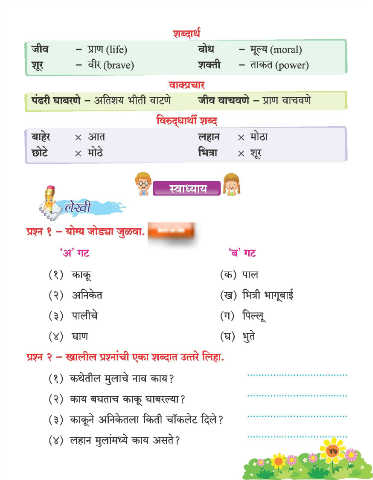 शब्दार्थ
जीव – प्राण (life) बोध – मूल्य (moral)
शूर – वीर (brave) शक्ती – ताकत (power)
वाक्प्रचार
पंढरी घाबरणे – अतिशय भीती वाटणे जीव वाचवणे – प्राण वाचवणे
विरुद्धार्थी शब्द
बाहेर × आत लहान × मोठा
छोटे × मोठे भित्रा × शूर
स्वाध्याय
लेखी
प्रश्न १ – योग्य जोड्या जुळवा.
'अ' गट 'ब' गट
(१) काकू (क) पाल
(२) अनिकेत (ख) भित्री भागूबाई
(३) पालीचे (ग) पिल्लू
(४) घाण (घ) भुते
प्रश्न २ – खालील प्रश्नांची एका शब्दात उत्तरे लिहा.
(१) कथेतील मुलाचे नाव काय?
(२) काय बघताच काकू घाबरल्या?
(३) काकूने अनिकेतला किती चॉकलेट दिले?
(४) लहान मुलांमध्ये काय असते?